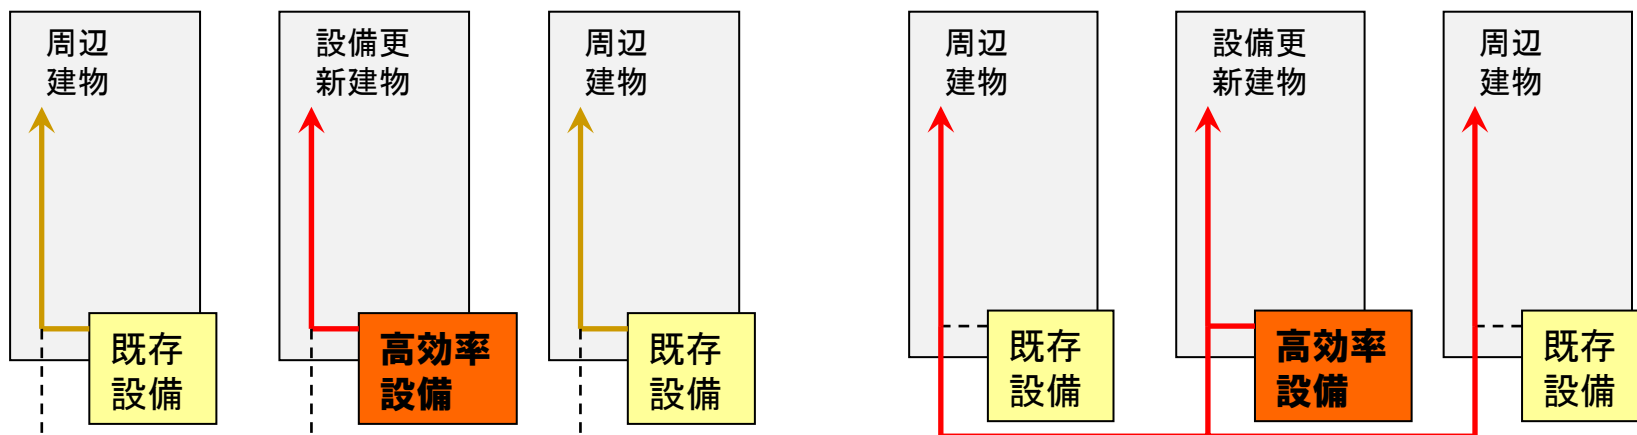 周辺
建物
設備更
新建物
周辺
建物
周辺
建物
設備更
新建物
周辺
建物
既存
設備
高効率
設備
既存
設備
既存
設備
高効率
設備
既存
設備